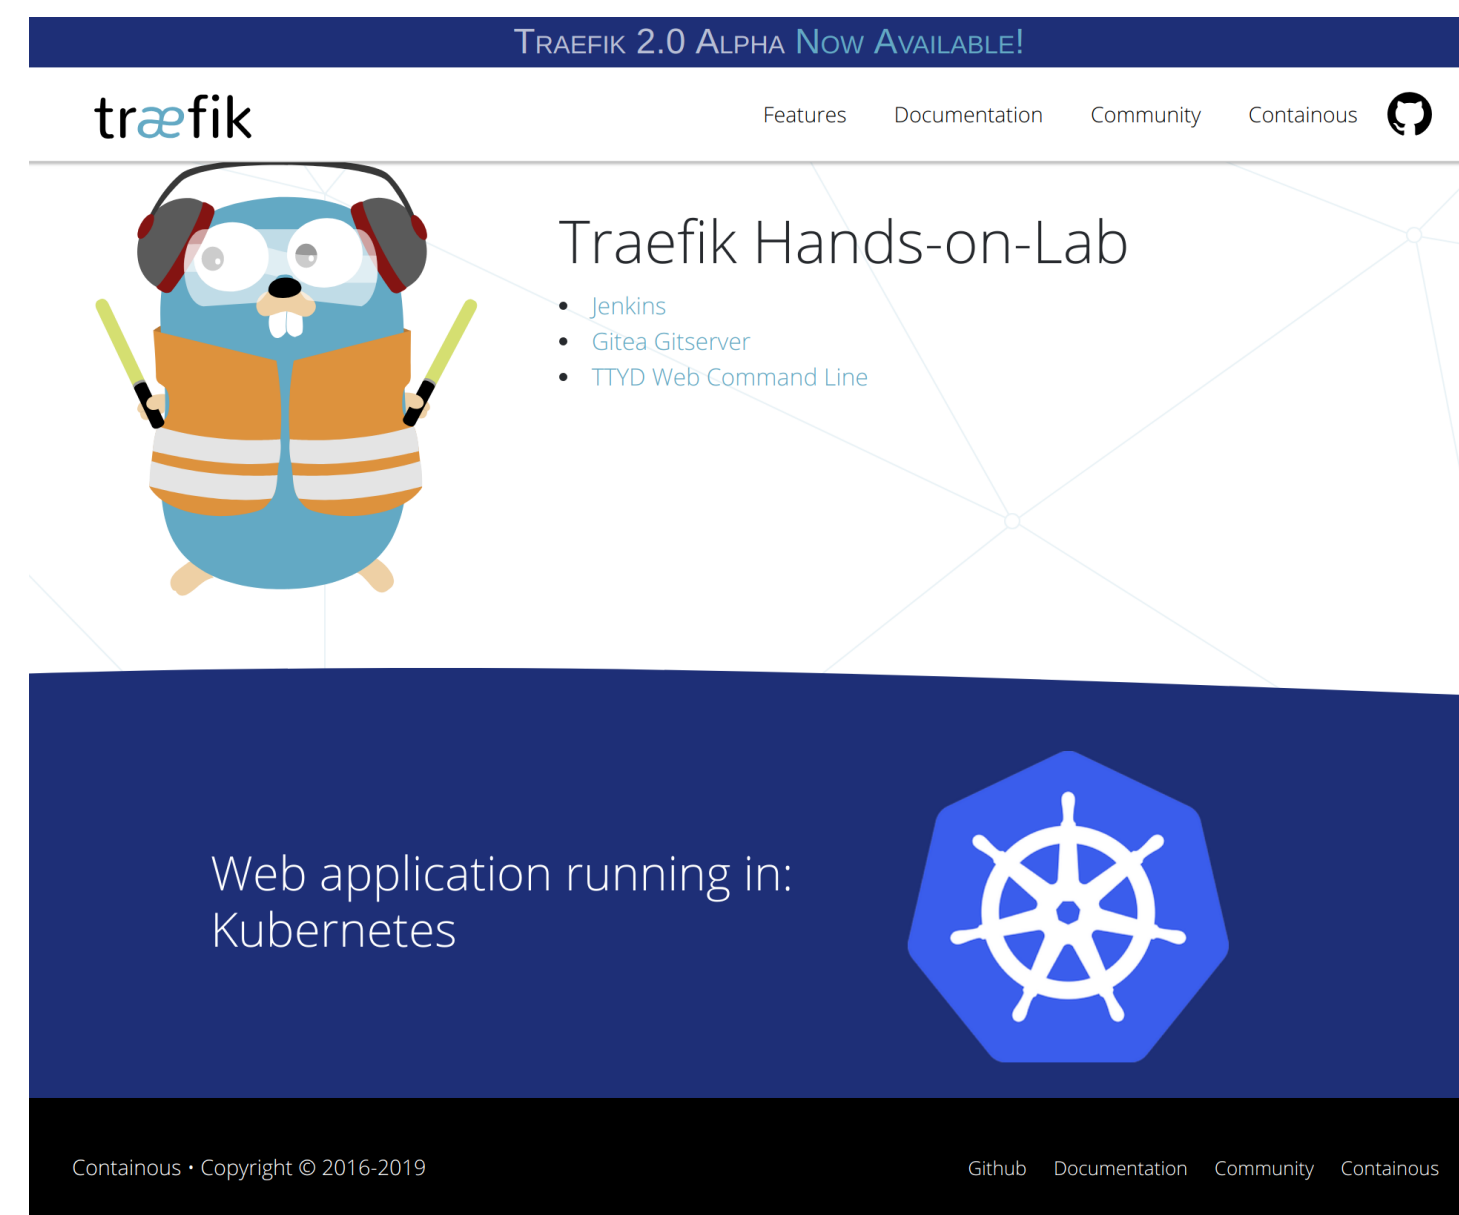 TRAEFIK 2.0 ALPHA NOW AVAILABLE!
træfik
Features Documentation Community Containous
Traefik Hands-on-Lab
• Jenkins
• Gitea Gitserver
• TTYD Web Command Line
Web application running in:
Kubernetes
Containous • Copyright © 2016-2019
Github Documentation Community Containous